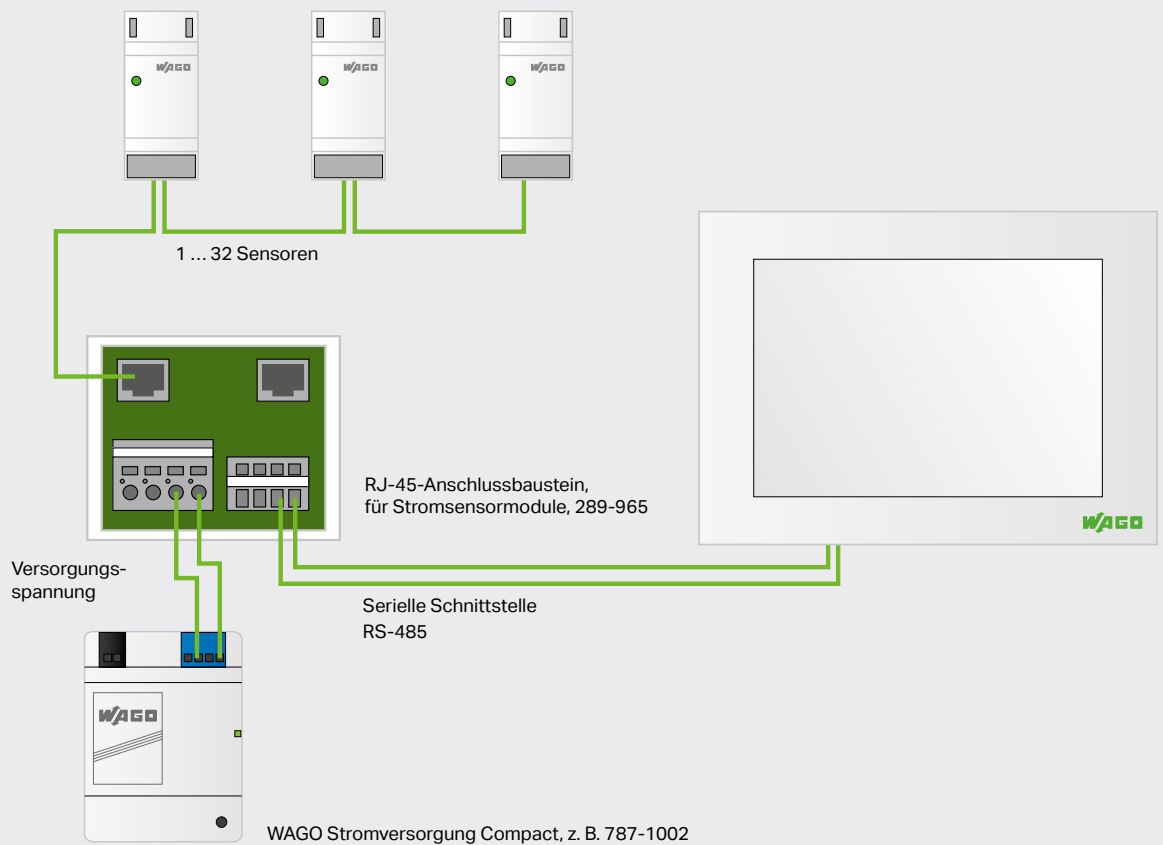 WAGO
WAGO
WAGO
1 ... 32 Sensoren
RJ-45-Anschlussbaustein,
für Stromsensormodule, 289-965
WAGO
Versorgungs-
spannung
Serielle Schnittstelle
RS-485
WAGO
WAGO Stromversorgung Compact, z. B. 787-1002